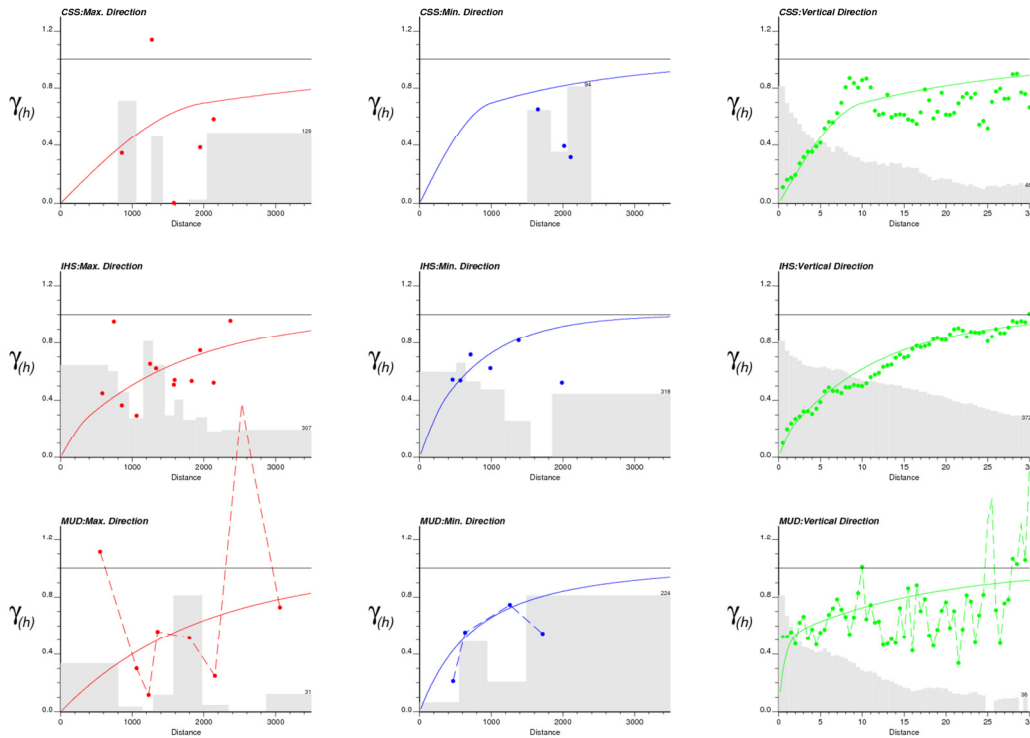 CSS:Max. Direction
1.2
0.8
γ(h)
0.4
129
0.0
0 1000 2000 3000
Distance
CSS:Min. Direction
1.2
94
0.8
γ(h)
0.4
0.0
0 1000 2000 3000
Distance
CSS:Vertical Direction
1.2
0.8
γ(h)
0.4
0.0
0 5 10 15 20 25
Distance
IHS:Max. Direction
1.2
0.8
γ(h)
0.4
307
0.0
0 1000 2000 3000
Distance
IHS:Min. Direction
1.2
0.8
γ(h)
0.4
318
0.0
0 1000 2000 3000
Distance
IHS:Vertical Direction
1.2
0.8
γ(h)
0.4
372
0.0
0 5 10 15 20 25
Distance
MUD:Max. Direction
1.2
0.8
γ(h)
0.4
31
0.0
0 1000 2000 3000
Distance
MUD:Min. Direction
1.2
0.8
224
γ(h)
0.4
0.0
0 1000 2000 3000
Distance
MUD:Vertical Direction
1.2
0.8
γ(h)
0.4
38
0.0
0 5 10 15 20 25
Distance